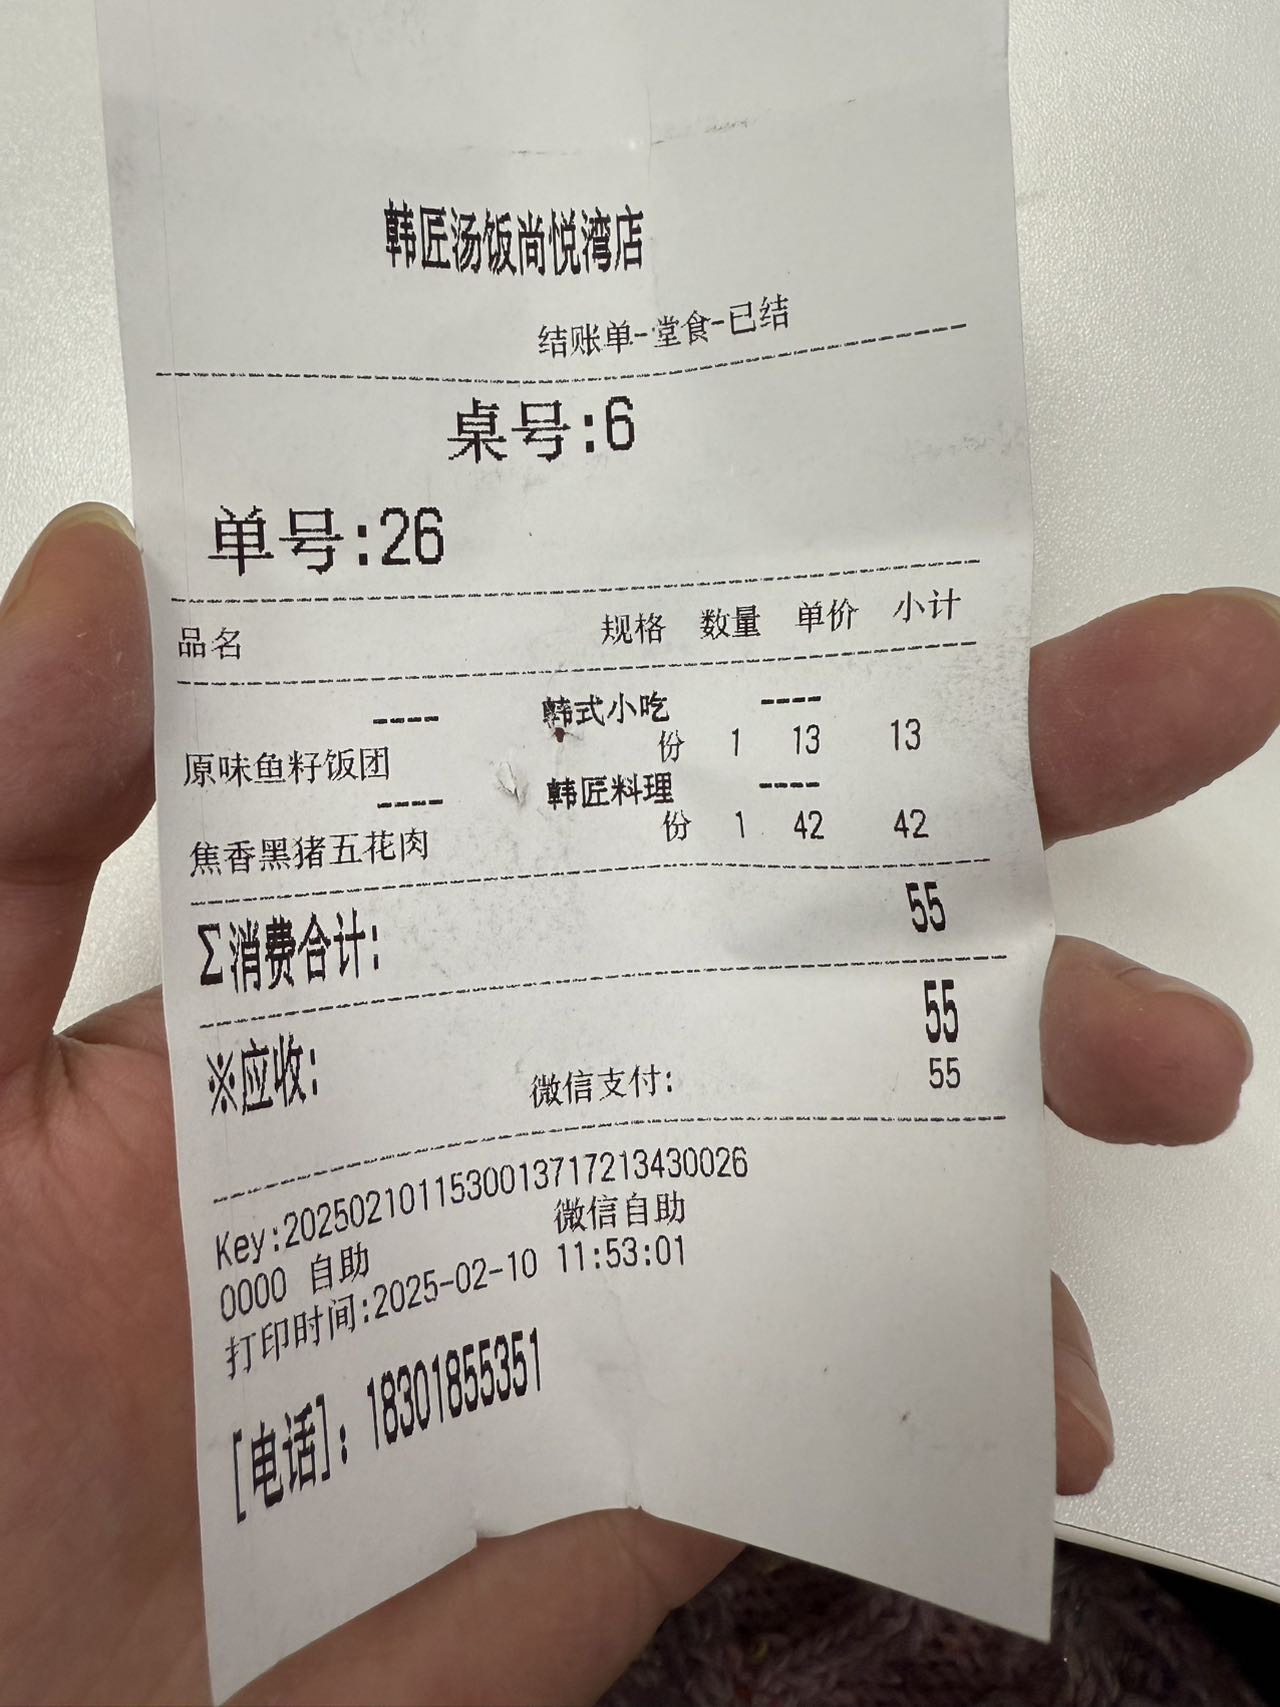 韩匠汤饭尚悦湾店
结账单-堂食-已结
桌号:6
单号:26
品名 规格 数量 单价 小计
---- 韩式小吃 ----
原味鱼籽饭团 份 1 13 13
---- 韩匠料理 ----
焦香黑猪五花肉 份 1 42 42
Σ消费合计: 55
※应收: 55
微信支付: 55
Key:20250210115300137172134​30026
0000 自助 微信自助
打印时间:2025-02-10 11:53:01
[电话]: 18301855351